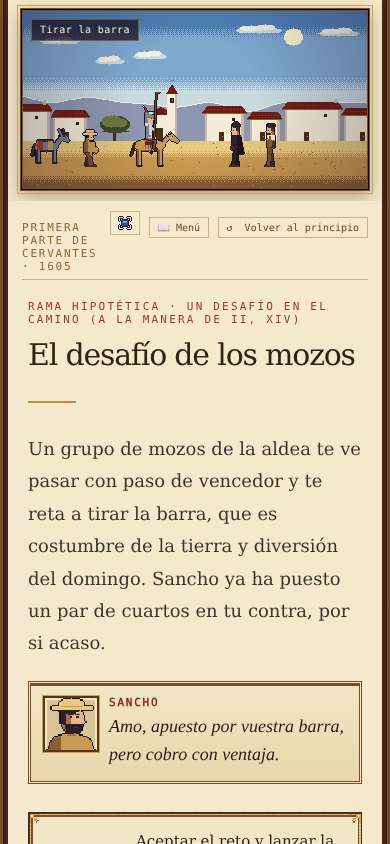 Tirar la barra
PRIMERA
PARTE DE
CERVANTES
· 1605
📖 Menú
↺ Volver al principio
RAMA HIPOTÉTICA · UN DESAFÍO EN EL
CAMINO (A LA MANERA DE II, XIV)
El desafío de los mozos
Un grupo de mozos de la aldea te ve
pasar con paso de vencedor y te
reta a tirar la barra, que es
costumbre de la tierra y diversión
del domingo. Sancho ya ha puesto
un par de cuartos en tu contra, por
si acaso.
SANCHO
Amo, apuesto por vuestra barra,
pero cobro con ventaja.
Aceptar el reto y lanzar la